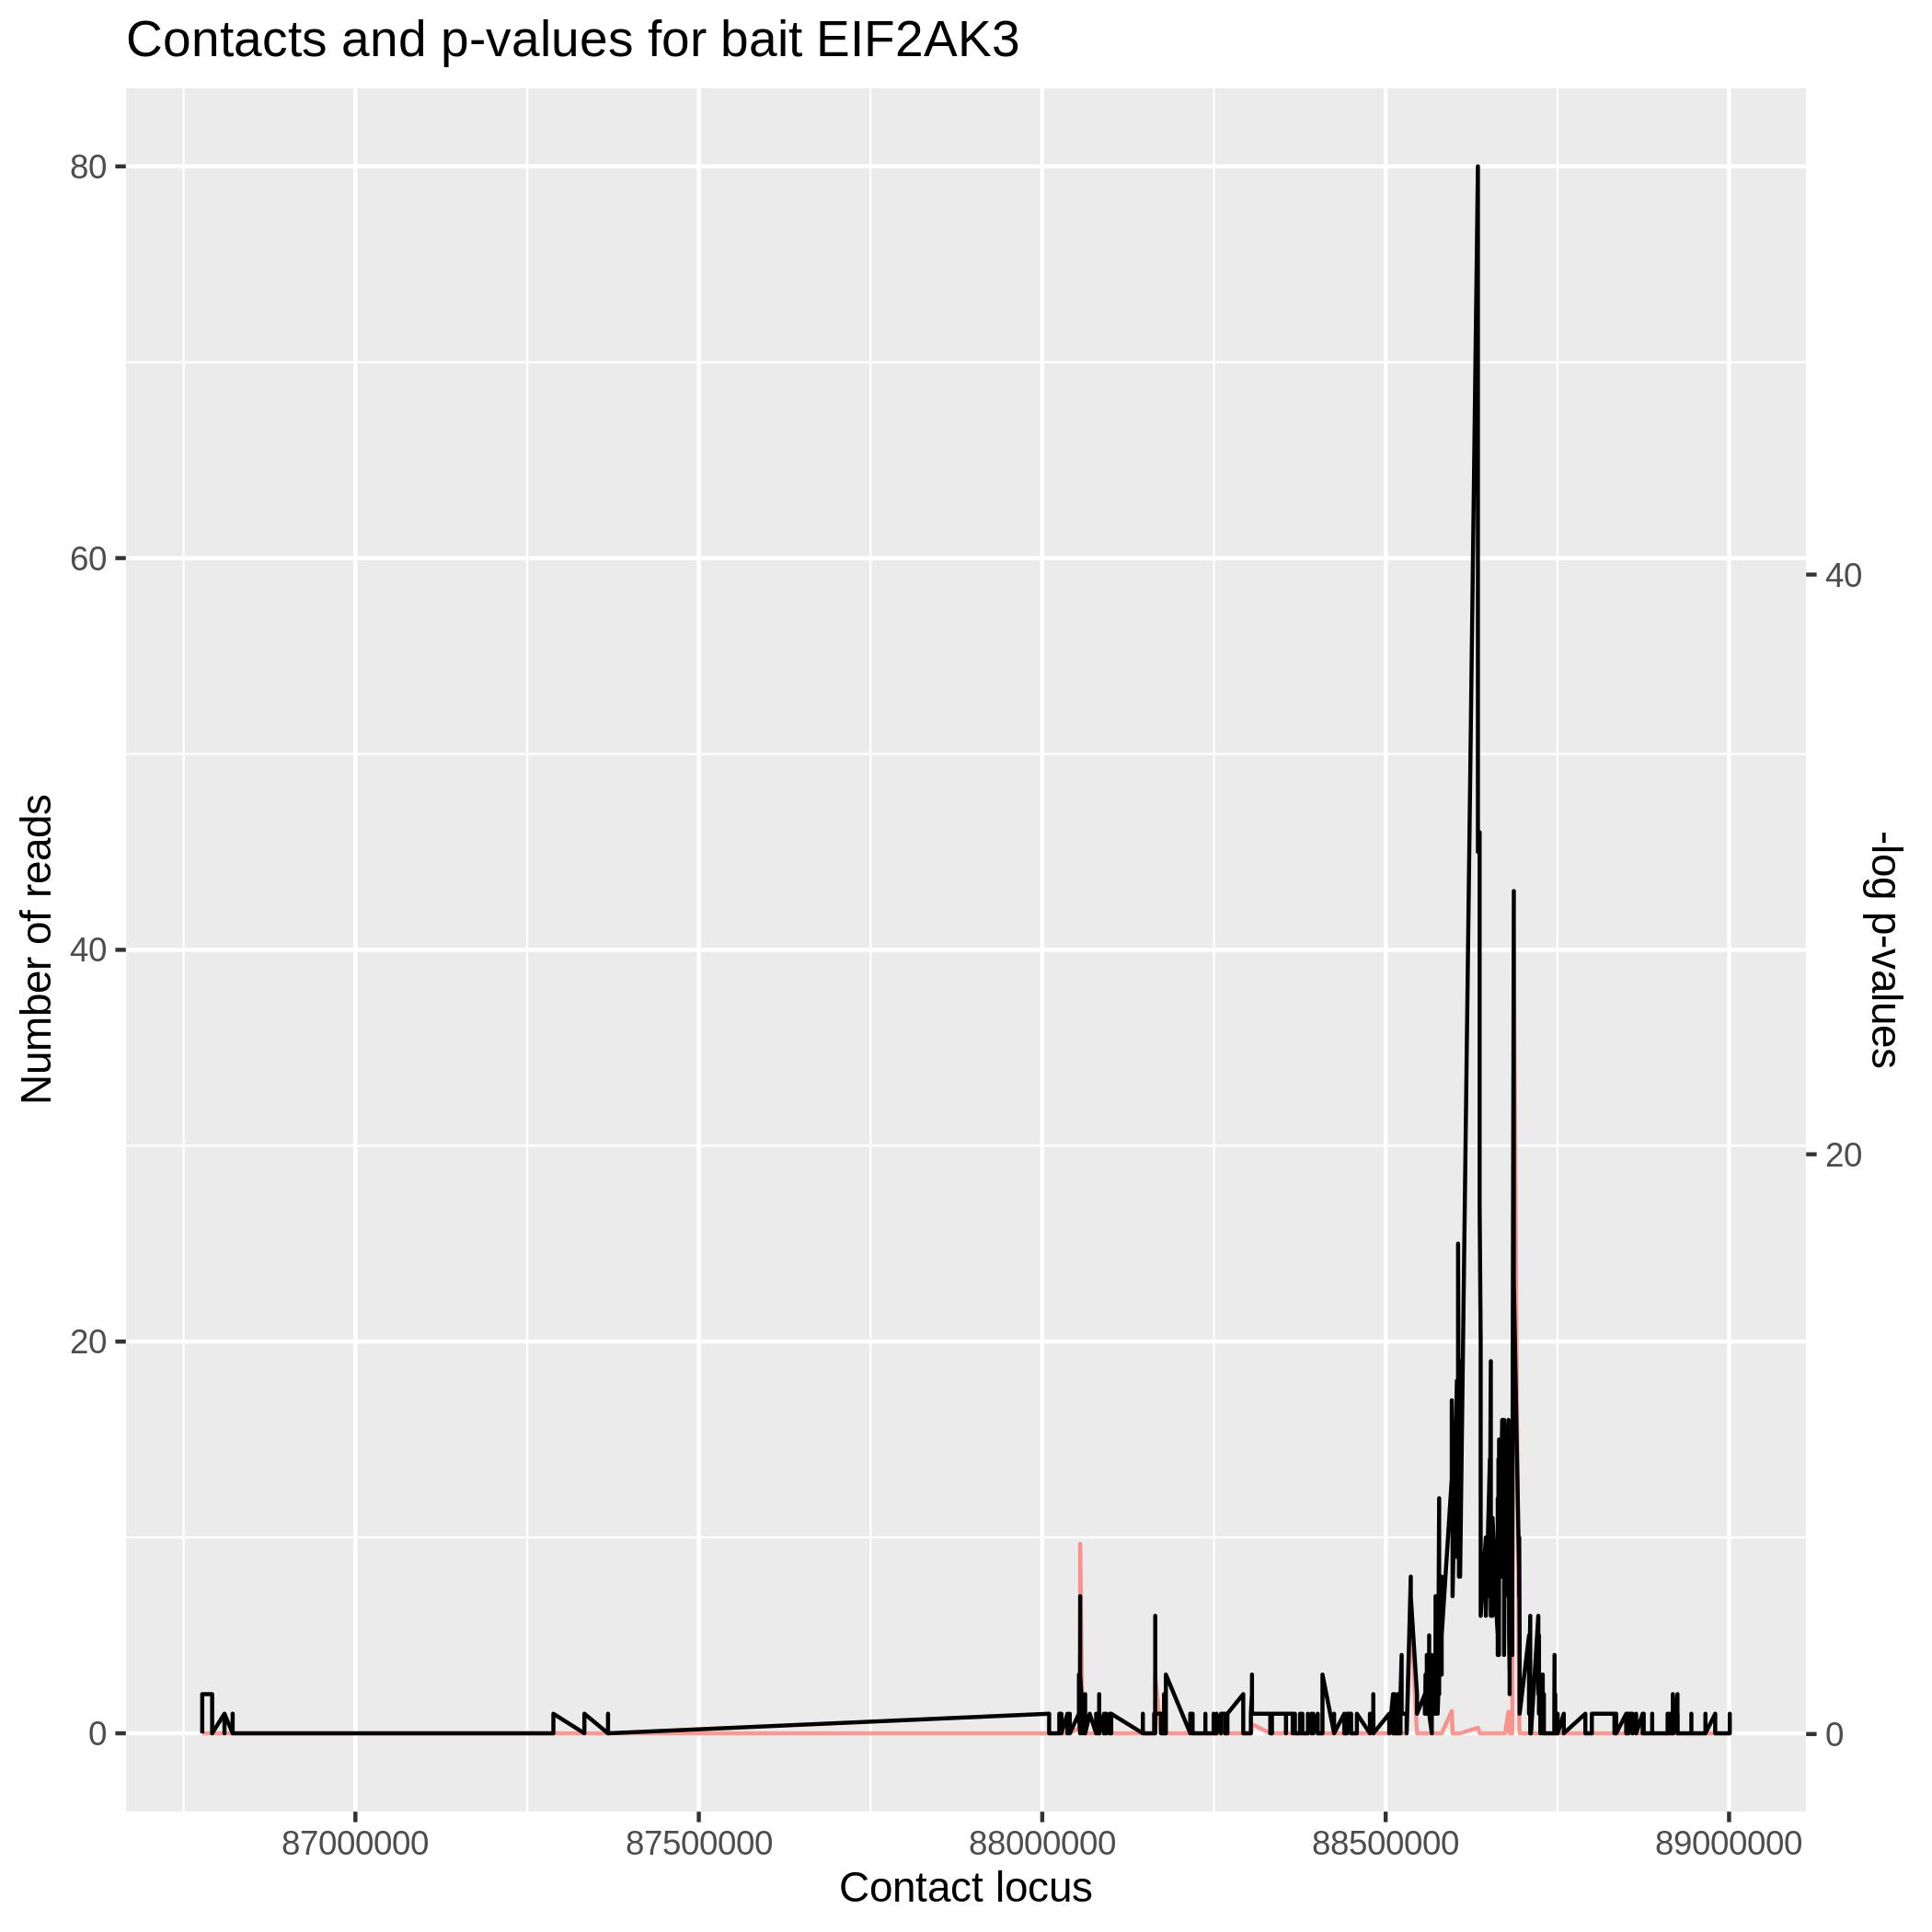 Contacts and p-values for bait EIF2AK3
80
60
40
20
0
Number of reads
40
20
0
-log p-values
87000000 87500000 88000000 88500000 89000000
Contact locus